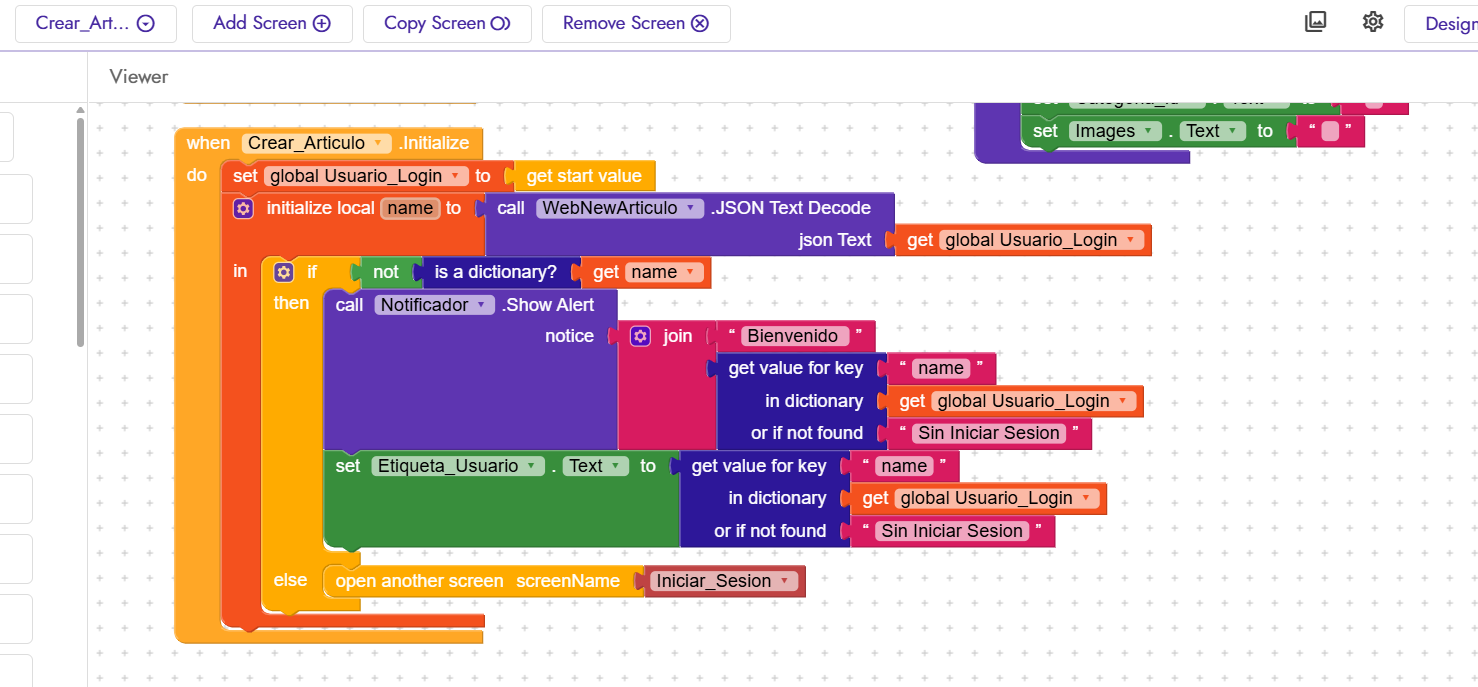 Crear_Art... Add Screen Copy Screen Remove Screen Desig
Viewer
set Images . Text to “ ”
when Crear_Articulo .Initialize
do set global Usuario_Login to get start value
initialize local name to call WebNewArticulo .JSON Text Decode
json Text get global Usuario_Login
in if not is a dictionary? get name
then call Notificador .Show Alert
notice join “ Bienvenido ”
get value for key “ name ”
in dictionary get global Usuario_Login
or if not found “ Sin Iniciar Sesion ”
set Etiqueta_Usuario . Text to get value for key “ name ”
in dictionary get global Usuario_Login
or if not found “ Sin Iniciar Sesion ”
else open another screen screenName Iniciar_Sesion